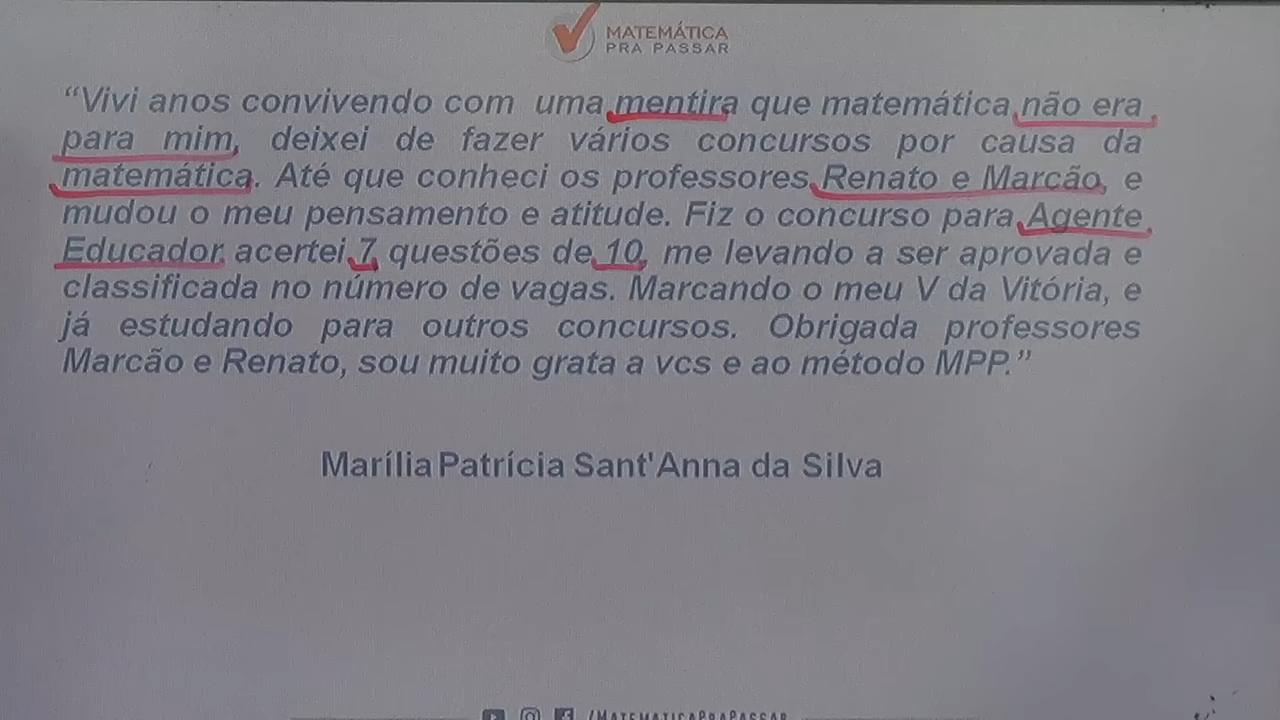 MATEMÁTICA
PRA PASSAR
“Vivi anos convivendo com uma mentira que matemática não era
para mim, deixei de fazer vários concursos por causa da
matemática. Até que conheci os professores Renato e Marcão, e
mudou o meu pensamento e atitude. Fiz o concurso para Agente
Educador acertei 7 questões de 10, me levando a ser aprovada e
classificada no número de vagas. Marcando o meu V da Vitória, e
já estudando para outros concursos. Obrigada professores
Marcão e Renato, sou muito grata a vcs e ao método MPP.”
Marília Patrícia Sant'Anna da Silva
/MATEMATICAPRAPASSAR